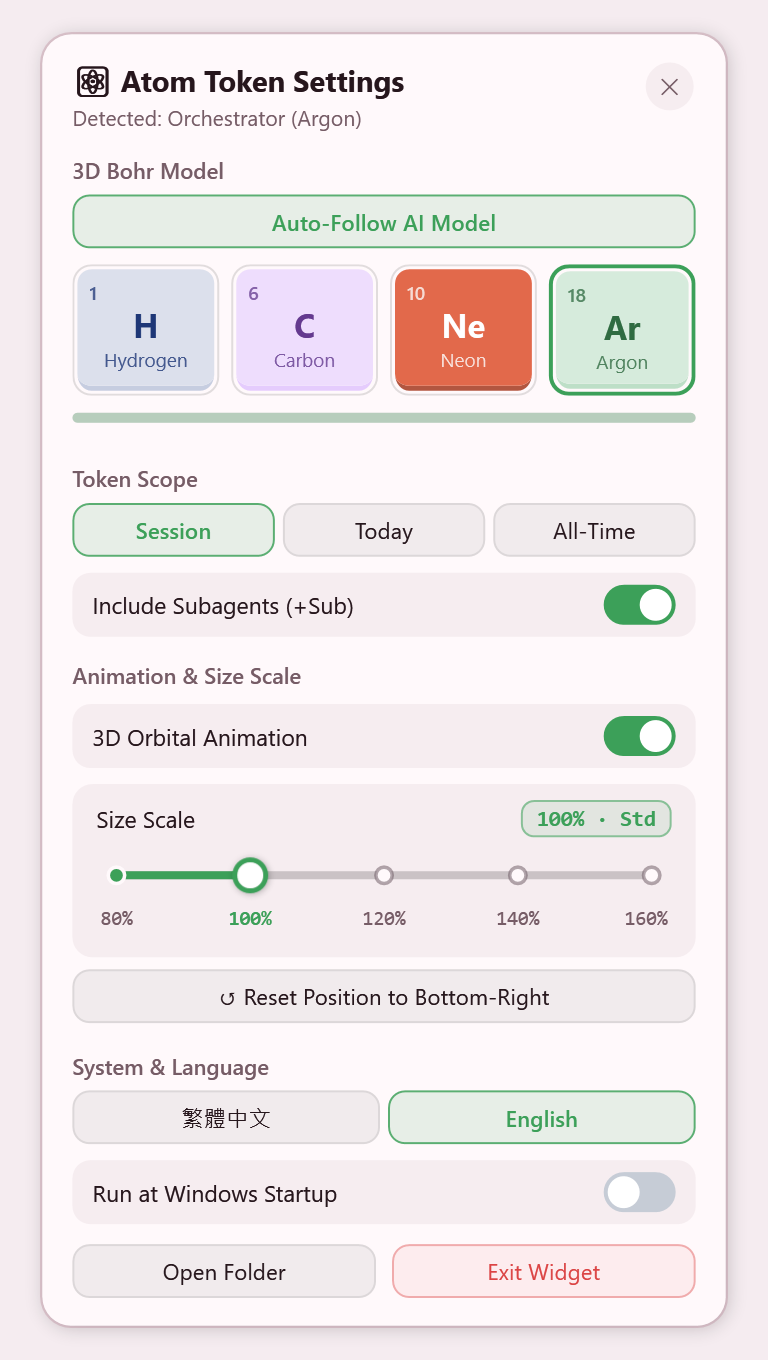 Atom Token Settings
Detected: Orchestrator (Argon)
3D Bohr Model
Auto-Follow AI Model
1
H
Hydrogen
6
C
Carbon
10
Ne
Neon
18
Ar
Argon
Token Scope
Session
Today
All-Time
Include Subagents (+Sub)
Animation & Size Scale
3D Orbital Animation
Size Scale
100% · Std
80%
100%
120%
140%
160%
↺ Reset Position to Bottom-Right
System & Language
繁體中文
English
Run at Windows Startup
Open Folder
Exit Widget